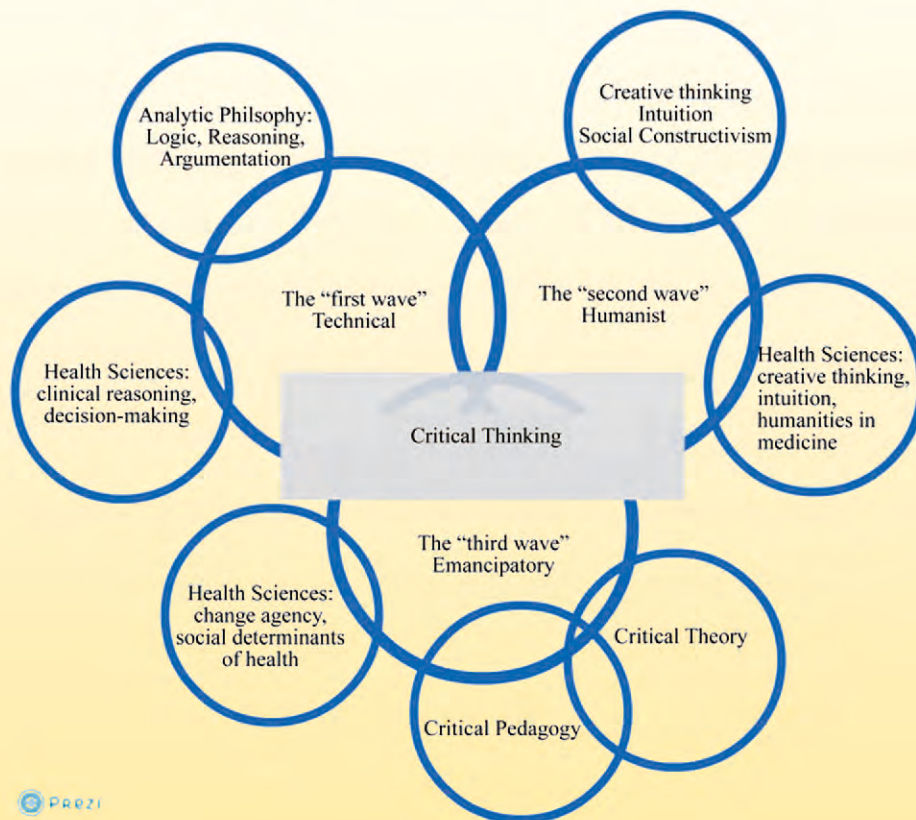 Analytic Philsophy:
Logic, Reasoning,
Argumentation
Creative thinking
Intuition
Social Constructivism
The “first wave”
Technical
The “second wave”
Humanist
Health Sciences:
clinical reasoning,
decision-making
Health Sciences:
creative thinking,
intuition,
humanities in
medicine
Critical Thinking
The “third wave”
Emancipatory
Health Sciences:
change agency,
social determinants
of health
Critical Theory
Critical Pedagogy
PREZI